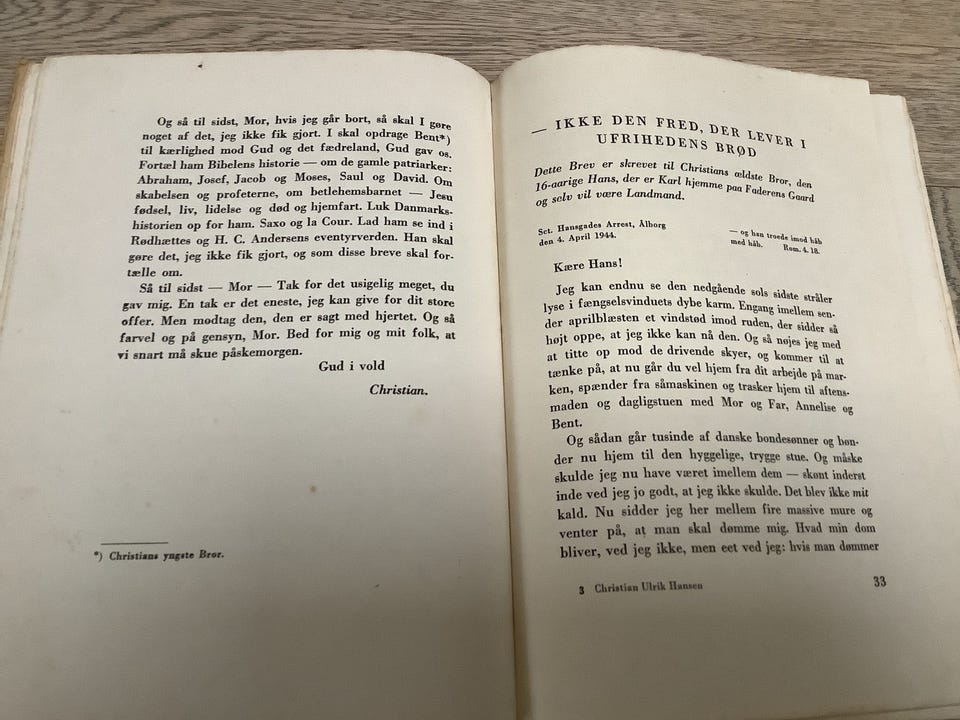 Og så til sidst, Mor, hvis jeg går bort, så skal I gøre
noget af det, jeg ikke fik gjort. I skal opdrage Bent*)
til kærlighed mod Gud og det fædreland, Gud gav os.
Fortæl ham Bibelens historie — om de gamle patriarker:
Abraham, Josef, Jacob og Moses, Saul og David. Om
skabelsen og profeterne, om betlehemsbarnet — Jesu
fødsel, liv, lidelse og død og hjemfart. Luk Danmarks-
historien op for ham. Saxo og la Cour. Lad ham se ind i
Rødhættes og H. C. Andersens eventyrverden. Han skal
gøre det, jeg ikke fik gjort, og som disse breve skal for-
tælle om.
Så til sidst — Mor — Tak for det usigelig meget, du
gav mig. En tak er det eneste, jeg kan give for dit store
offer. Men modtag den, den er sagt med hjertet. Og så
farvel og på gensyn, Mor. Bed for mig og mit folk, at
vi snart må skue påskemorgen.
Gud i vold
Christian.
*) Christians yngste Bror.
— IKKE DEN FRED, DER LEVER I
UFRIHEDENS BRØD
Dette Brev er skrevet til Christians ældste Bror, den
16-aarige Hans, der er Karl hjemme paa Faderens Gaard
og selv vil være Landmand.
Sct. Hansgades Arrest, Ålborg
den 4. April 1944.
— og han troede imod håb
med håb. Rom. 4. 18.
Kære Hans!
Jeg kan endnu se den nedgående sols sidste stråler
lyse i fængselsvinduets dybe karm. Engang imellem sen-
der aprilblæsten et vindstød imod ruden, der sidder så
højt oppe, at jeg ikke kan nå den. Og så nøjes jeg med
at titte op mod de drivende skyer, og kommer til at
tænke på, at nu går du vel hjem fra dit arbejde på mar-
ken, spænder fra såmaskinen og trasker hjem til aftens-
maden og dagligstuen med Mor og Far, Annelise og
Bent.
Og sådan går tusinde af danske bondesønner og bøn-
der nu hjem til den hyggelige, trygge stue. Og måske
skulde jeg nu have været imellem dem — skønt inderst
inde ved jeg jo godt, at jeg ikke skulde. Det blev ikke mit
kald. Nu sidder jeg her mellem fire massive mure og
venter på, at man skal dømme mig. Hvad min dom
bliver, ved jeg ikke, men eet ved jeg: hvis man dømmer
3 Christian Ulrik Hansen
33